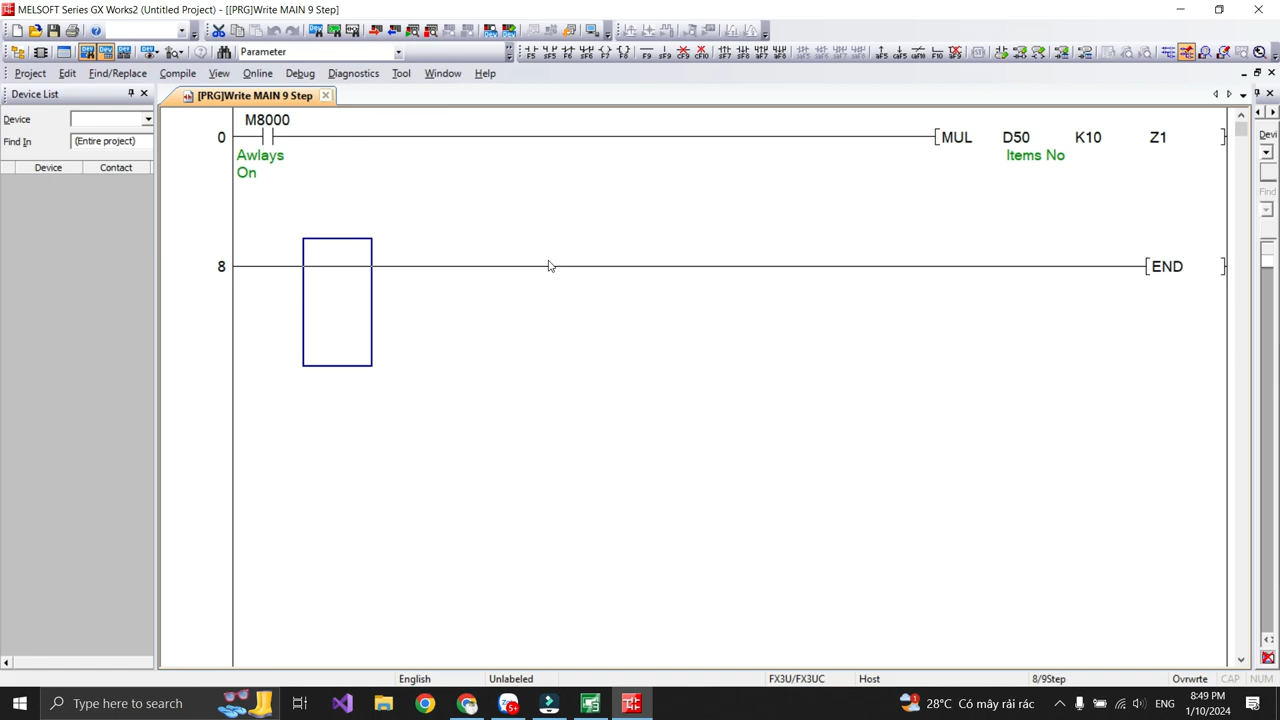 MELSOFT Series GX Works2 (Untitled Project) - [[PRG]Write MAIN 9 Step]
Parameter
Project Edit Find/Replace Compile View Online Debug Diagnostics Tool Window Help
Device List
[PRG]Write MAIN 9 Step
Device
Find In (Entire project)
Device Contact
M8000
0 MUL D50 K10 Z1
Awlays
On
Items No
8 END
Devi
Find
English Unlabeled FX3U/FX3UC Host 8/9Step Ovrwrte CAP NUM
Type here to search
28°C Có mây rải rác
8:49 PM
1/10/2024